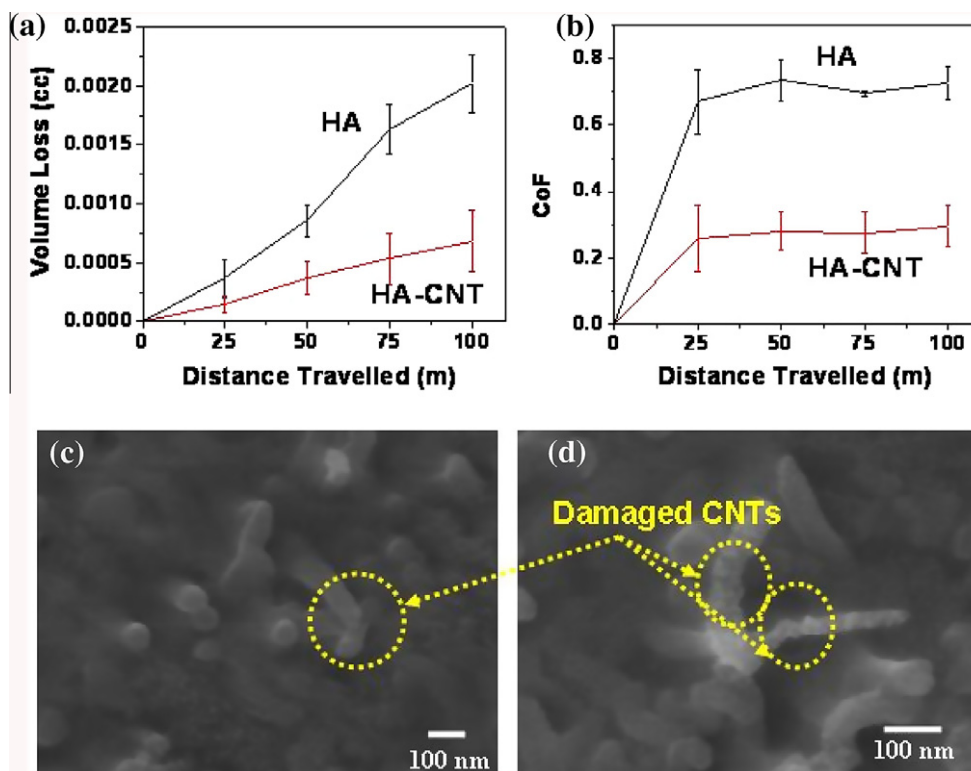 (a)
0.0025
0.0020
0.0015
0.0010
0.0005
0.0000
Volume Loss (cc)
HA
HA-CNT
0 25 50 75 100
Distance Travelled (m)
(b)
0.8
0.6
0.4
0.2
0.0
CoF
HA
HA-CNT
0 25 50 75 100
Distance Travelled (m)
(c)
100 nm
(d)
Damaged CNTs
100 nm